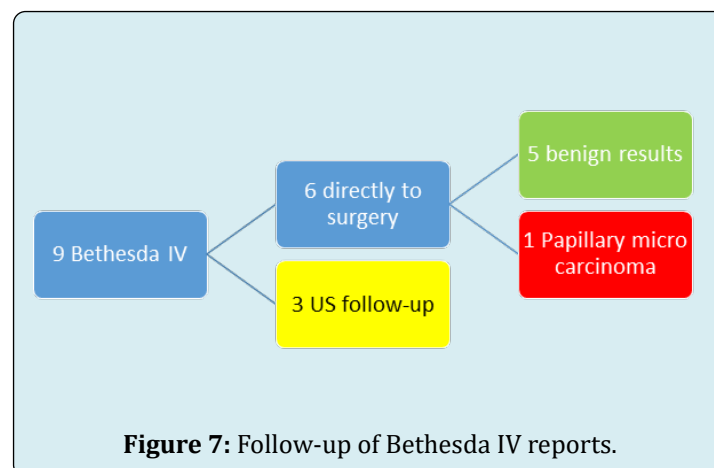 9 Bethesda IV
6 directly to
surgery
3 US follow-up
5 benign results
1 Papillary micro
carcinoma
Figure 7: Follow-up of Bethesda IV reports.